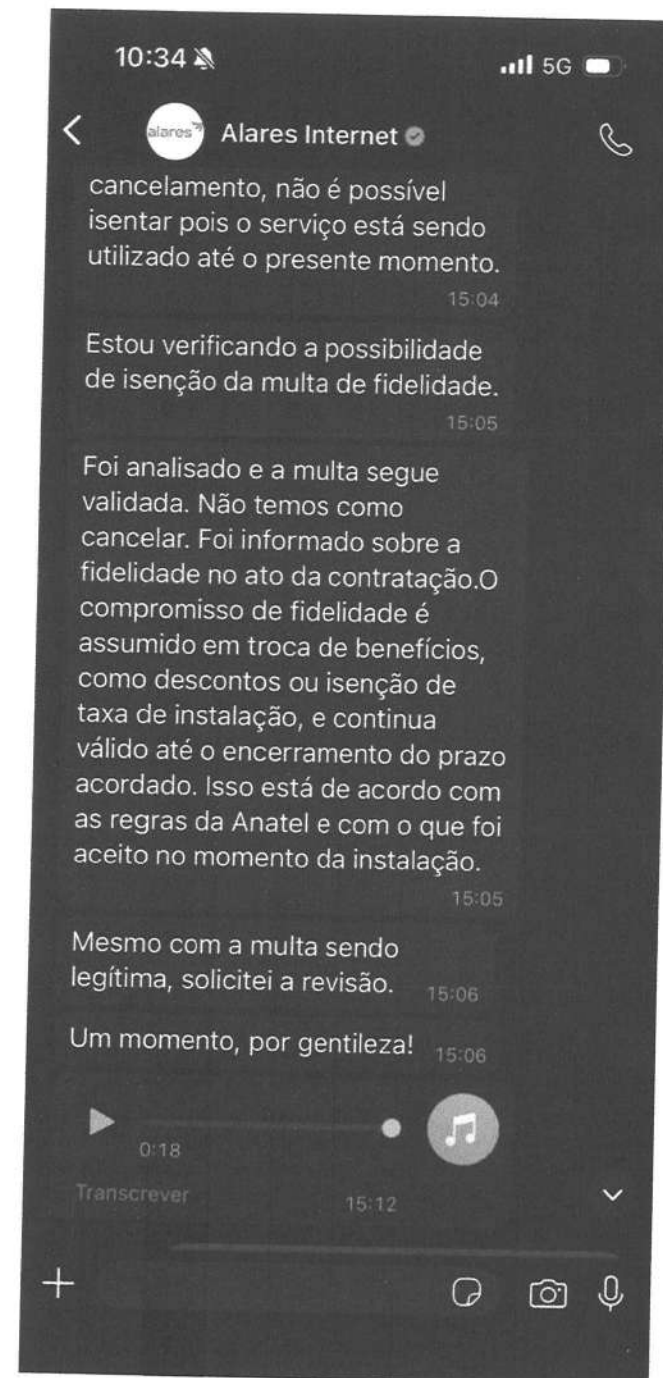 10:34
5G
alares
Alares Internet
cancelamento, não é possível
isentar pois o serviço está sendo
utilizado até o presente momento.
15:04
Estou verificando a possibilidade
de isenção da multa de fidelidade.
15:05
Foi analisado e a multa segue
validada. Não temos como
cancelar. Foi informado sobre a
fidelidade no ato da contratação.O
compromisso de fidelidade é
assumido em troca de benefícios,
como descontos ou isenção de
taxa de instalação, e continua
válido até o encerramento do prazo
acordado. Isso está de acordo com
as regras da Anatel e com o que foi
aceito no momento da instalação.
15:05
Mesmo com a multa sendo
legítima, solicitei a revisão. 15:06
Um momento, por gentileza! 15:06
0:18
Transcrever 15:12